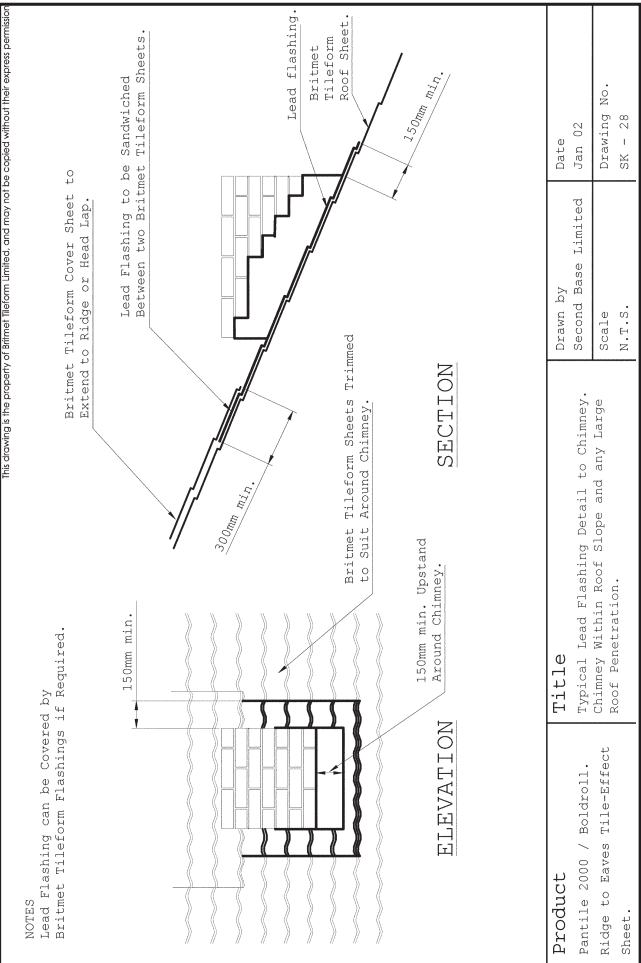 This drawing is the property of Britmet Tileform Limited, and may not be copied without their express permission
NOTES
Lead Flashing can be Covered by
Britmet Tileform Flashings if Required.
150mm min.
Britmet Tileform Cover Sheet to
Extend to Ridge or Head Lap.
Lead Flashing to be Sandwiched
Between two Britmet Tileform Sheets.
Lead flashing.
Britmet
Tileform
Roof Sheet.
300mm min.
150mm min.
Britmet Tileform Sheets Trimmed
to Suit Around Chimney.
150mm min. Upstand
Around Chimney.
ELEVATION
SECTION
Product
Pantile 2000 / Boldroll.
Ridge to Eaves Tile-Effect
Sheet.
Title
Typical Lead Flashing Detail to Chimney.
Chimney Within Roof Slope and any Large
Roof Penetration.
Drawn by
Second Base Limited
Date
Jan 02
Scale
N.T.S.
Drawing No.
SK - 28